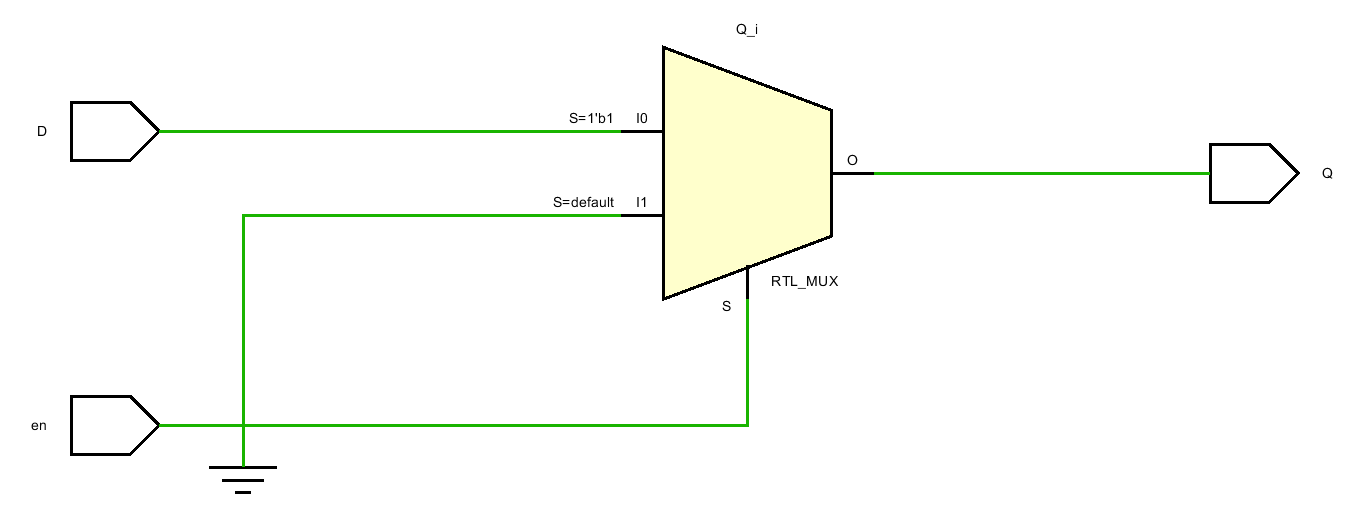 Q_i
D
S=1'b1
I0
O
Q
S=default
I1
RTL_MUX
S
en